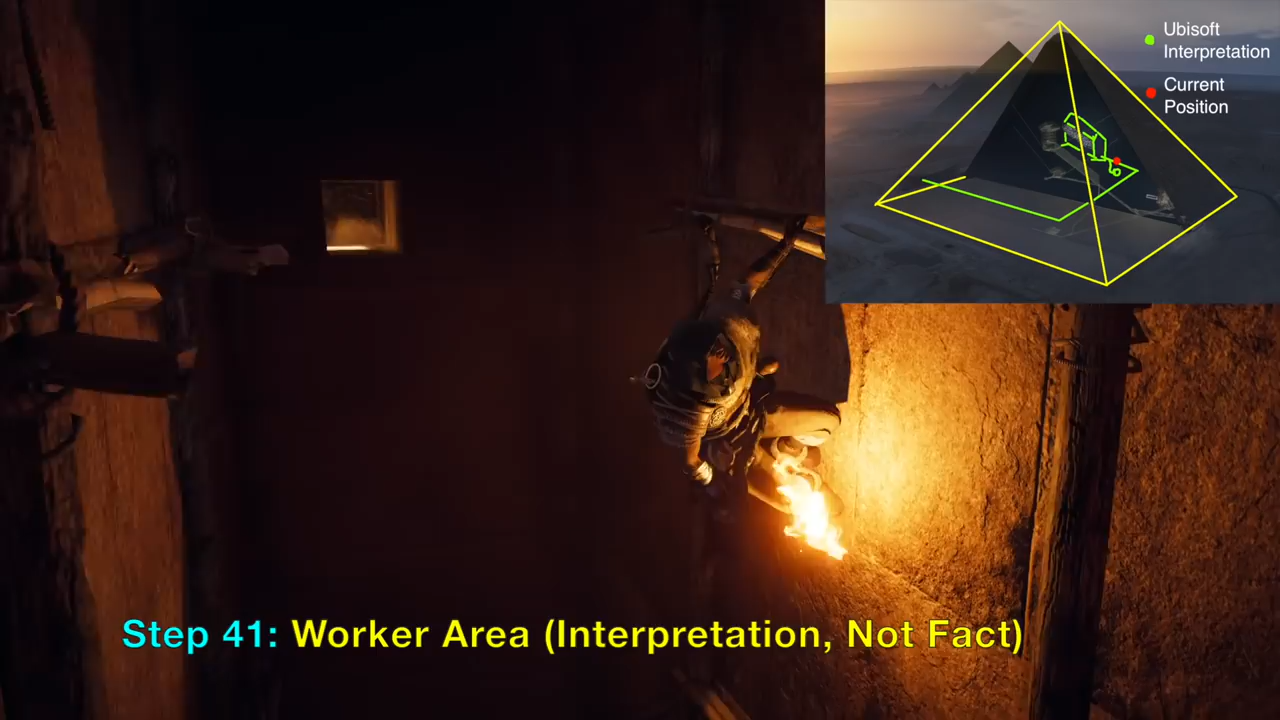 Ubisoft
Interpretation
Current
Position
Step 41: Worker Area (Interpretation, Not Fact)